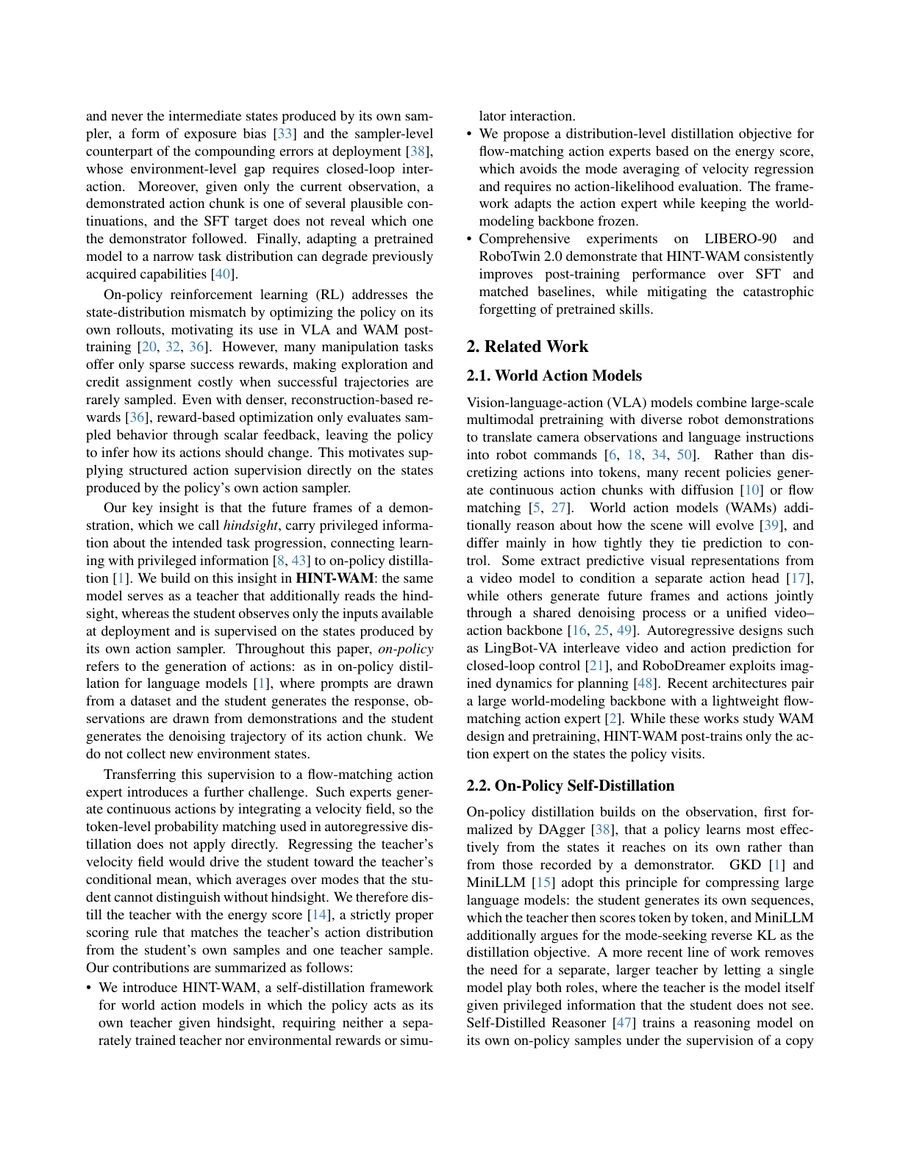 and never the intermediate states produced by its own sam-
pler, a form of exposure bias [33] and the sampler-level
counterpart of the compounding errors at deployment [38],
whose environment-level gap requires closed-loop inter-
action. Moreover, given only the current observation, a
demonstrated action chunk is one of several plausible con-
tinuations, and the SFT target does not reveal which one
the demonstrator followed. Finally, adapting a pretrained
model to a narrow task distribution can degrade previously
acquired capabilities [40].
On-policy reinforcement learning (RL) addresses the
state-distribution mismatch by optimizing the policy on its
own rollouts, motivating its use in VLA and WAM post-
training [20, 32, 36]. However, many manipulation tasks
offer only sparse success rewards, making exploration and
credit assignment costly when successful trajectories are
rarely sampled. Even with denser, reconstruction-based re-
wards [36], reward-based optimization only evaluates sam-
pled behavior through scalar feedback, leaving the policy
to infer how its actions should change. This motivates sup-
plying structured action supervision directly on the states
produced by the policy's own action sampler.
Our key insight is that the future frames of a demon-
stration, which we call hindsight, carry privileged informa-
tion about the intended task progression, connecting learn-
ing with privileged information [8, 43] to on-policy distilla-
tion [1]. We build on this insight in HINT-WAM: the same
model serves as a teacher that additionally reads the hind-
sight, whereas the student observes only the inputs available
at deployment and is supervised on the states produced by
its own action sampler. Throughout this paper, on-policy
refers to the generation of actions: as in on-policy distil-
lation for language models [1], where prompts are drawn
from a dataset and the student generates the response, ob-
servations are drawn from demonstrations and the student
generates the denoising trajectory of its action chunk. We
do not collect new environment states.
Transferring this supervision to a flow-matching action
expert introduces a further challenge. Such experts gener-
ate continuous actions by integrating a velocity field, so the
token-level probability matching used in autoregressive dis-
tillation does not apply directly. Regressing the teacher's
velocity field would drive the student toward the teacher's
conditional mean, which averages over modes that the stu-
dent cannot distinguish without hindsight. We therefore dis-
till the teacher with the energy score [14], a strictly proper
scoring rule that matches the teacher's action distribution
from the student's own samples and one teacher sample.
Our contributions are summarized as follows:
• We introduce HINT-WAM, a self-distillation framework
for world action models in which the policy acts as its
own teacher given hindsight, requiring neither a sepa-
rately trained teacher nor environmental rewards or simu-
lator interaction.
• We propose a distribution-level distillation objective for
flow-matching action experts based on the energy score,
which avoids the mode averaging of velocity regression
and requires no action-likelihood evaluation. The frame-
work adapts the action expert while keeping the world-
modeling backbone frozen.
• Comprehensive experiments on LIBERO-90 and
RoboTwin 2.0 demonstrate that HINT-WAM consistently
improves post-training performance over SFT and
matched baselines, while mitigating the catastrophic
forgetting of pretrained skills.
2. Related Work
2.1. World Action Models
Vision-language-action (VLA) models combine large-scale
multimodal pretraining with diverse robot demonstrations
to translate camera observations and language instructions
into robot commands [6, 18, 34, 50]. Rather than dis-
cretizing actions into tokens, many recent policies gener-
ate continuous action chunks with diffusion [10] or flow
matching [5, 27]. World action models (WAMs) addi-
tionally reason about how the scene will evolve [39], and
differ mainly in how tightly they tie prediction to con-
trol. Some extract predictive visual representations from
a video model to condition a separate action head [17],
while others generate future frames and actions jointly
through a shared denoising process or a unified video–
action backbone [16, 25, 49]. Autoregressive designs such
as LingBot-VA interleave video and action prediction for
closed-loop control [21], and RoboDreamer exploits imag-
ined dynamics for planning [48]. Recent architectures pair
a large world-modeling backbone with a lightweight flow-
matching action expert [2]. While these works study WAM
design and pretraining, HINT-WAM post-trains only the ac-
tion expert on the states the policy visits.
2.2. On-Policy Self-Distillation
On-policy distillation builds on the observation, first for-
malized by DAgger [38], that a policy learns most effec-
tively from the states it reaches on its own rather than
from those recorded by a demonstrator. GKD [1] and
MiniLLM [15] adopt this principle for compressing large
language models: the student generates its own sequences,
which the teacher then scores token by token, and MiniLLM
additionally argues for the mode-seeking reverse KL as the
distillation objective. A more recent line of work removes
the need for a separate, larger teacher by letting a single
model play both roles, where the teacher is the model itself
given privileged information that the student does not see.
Self-Distilled Reasoner [47] trains a reasoning model on
its own on-policy samples under the supervision of a copy